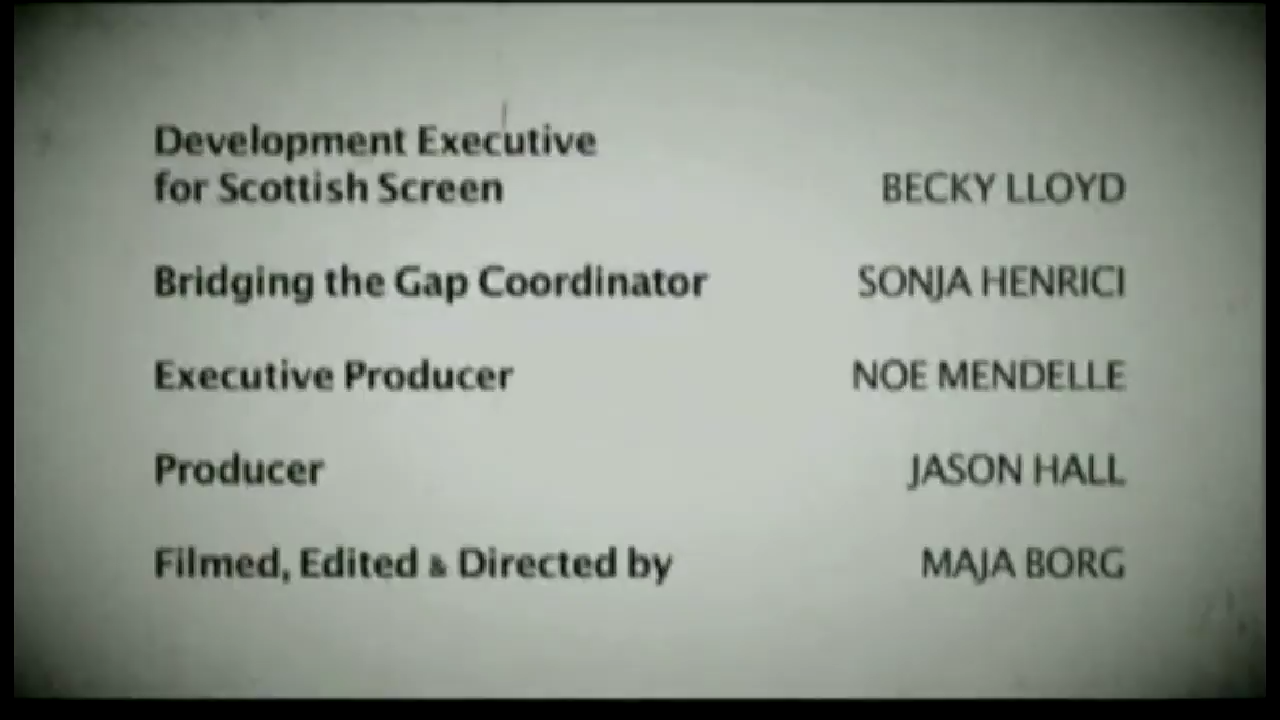 Development Executive
for Scottish Screen BECKY LLOYD
Bridging the Gap Coordinator SONJA HENRICI
Executive Producer NOE MENDELLE
Producer JASON HALL
Filmed, Edited & Directed by MAJA BORG